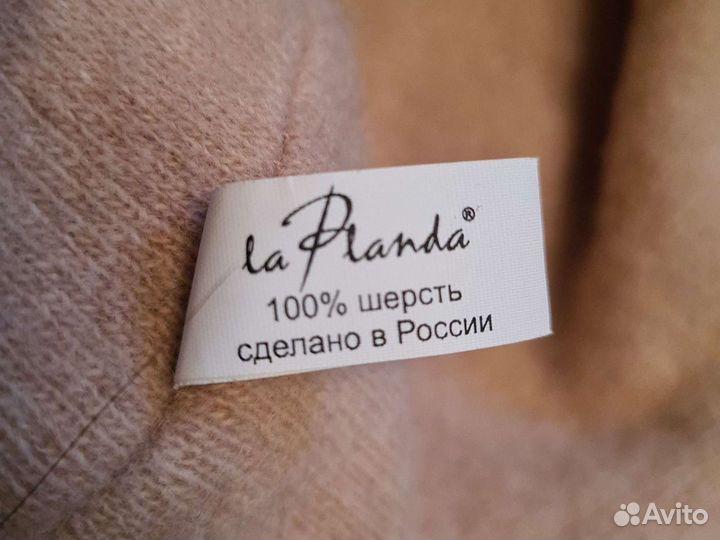 la Planda®
100% шерсть
сделано в России
Avito